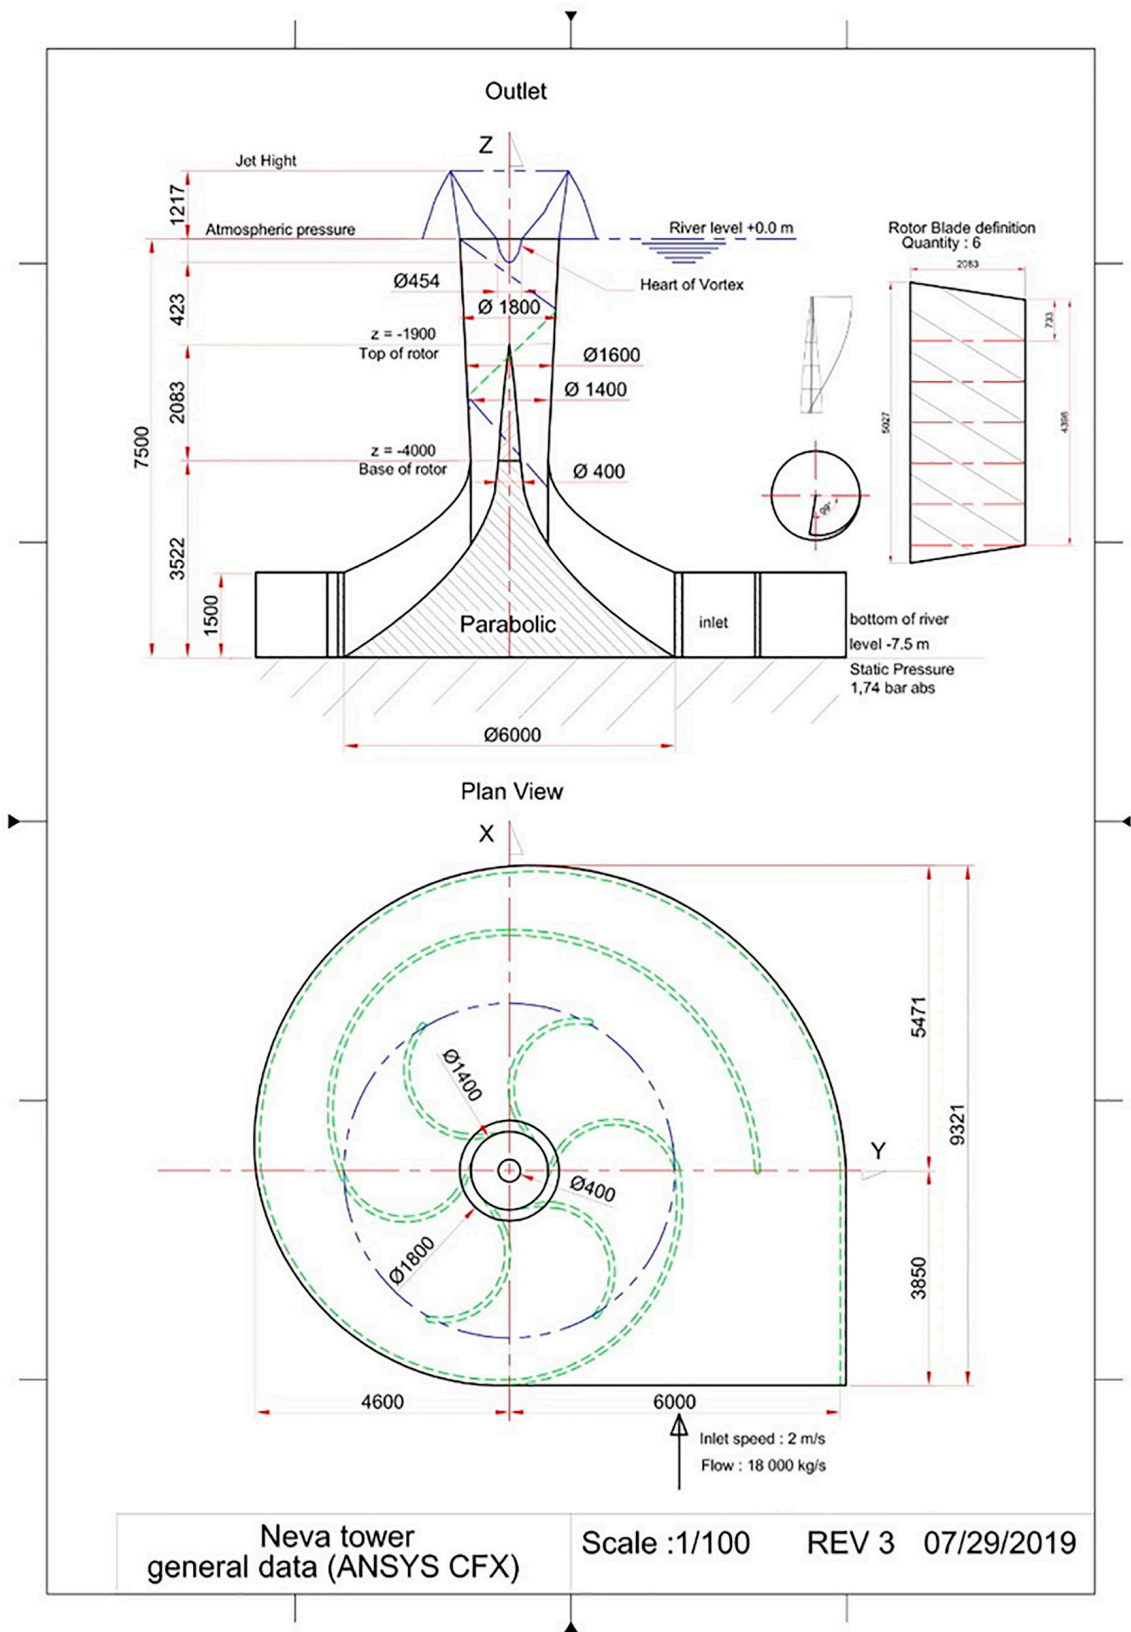 Outlet
Z
Jet Hight
1217
Atmospheric pressure
River level +0.0 m
Rotor Blade definition
Quantity : 6
2083
Ø454
Heart of Vortex
423
Ø 1800
z = -1900
Top of rotor
Ø1600
733
2083
Ø 1400
7500
z = -4000
Base of rotor
Ø 400
5027
4398
99°
3522
1500
Parabolic
inlet
bottom of river
level -7.5 m
Static Pressure
1,74 bar abs
Ø6000
Plan View
X
5471
Ø1400
9321
Y
Ø400
Ø1800
3850
4600
6000
Inlet speed : 2 m/s
Flow : 18 000 kg/s
Neva tower
general data (ANSYS CFX)
Scale :1/100
REV 3
07/29/2019